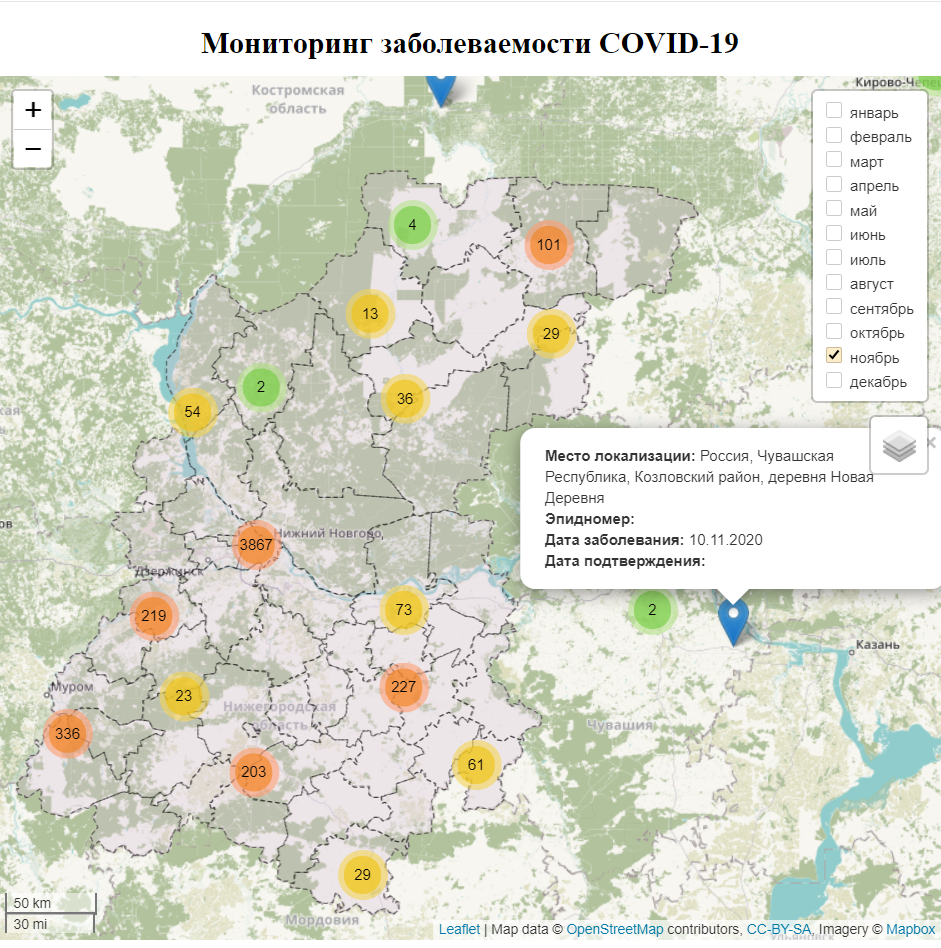 Мониторинг заболеваемости COVID-19
Костромская
область
+
−
январь
февраль
март
апрель
май
июнь
июль
август
сентябрь
октябрь
ноябрь
декабрь
4
101
13
29
2
36
54
Место локализации: Россия, Чувашская
Республика, Козловский район, деревня Новая
Деревня
Эпидномер:
Дата заболевания: 10.11.2020
Дата подтверждения:
×
3867
Нижний Новгоро
Дзержинск
219
73
2
Казань
Муром
23
227
Нижегородская
область
Чувашия
336
203
61
29
Мордовия
50 km
30 mi
Leaflet | Map data © OpenStreetMap contributors, CC-BY-SA, Imagery © Mapbox